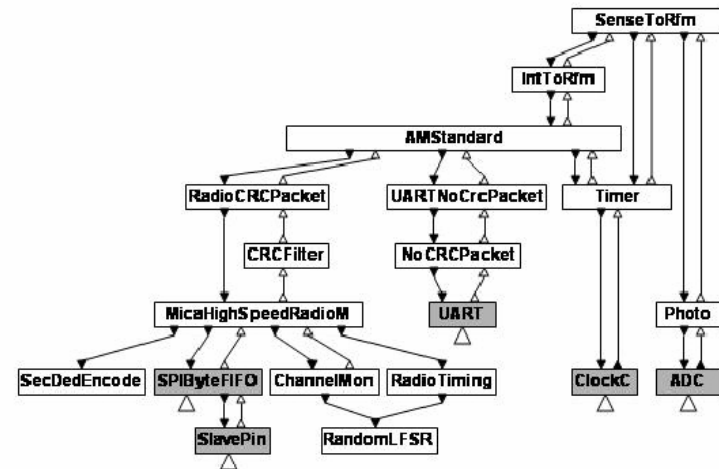 SenseToRfm
IntToRfm
AMStandard
RadioCRCPacket
UARTNoCrcPacket
Timer
CRCFilter
NoCRCPacket
MicaHighSpeedRadioM
UART
Photo
SecDedEncode
SPIByteFIFO
ChannelMon
RadioTiming
ClockC
ADC
SlavePin
RandomLFSR